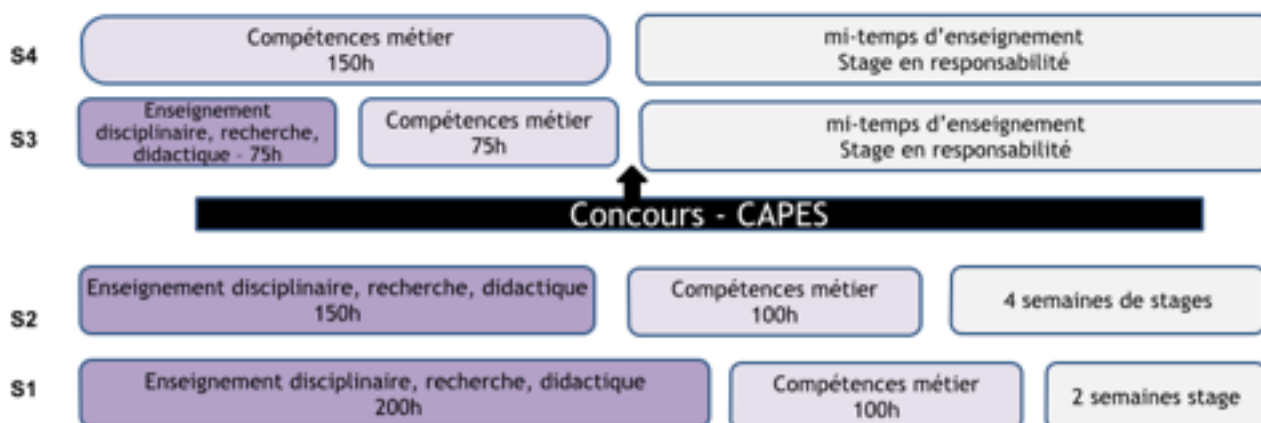 S4
Compétences métier
150h
mi-temps d'enseignement
Stage en responsabilité
S3
Enseignement
disciplinaire, recherche,
didactique - 75h
Compétences métier
75h
mi-temps d'enseignement
Stage en responsabilité
Concours - CAPES
S2
Enseignement disciplinaire, recherche, didactique
150h
Compétences métier
100h
4 semaines de stages
S1
Enseignement disciplinaire, recherche, didactique
200h
Compétences métier
100h
2 semaines stage